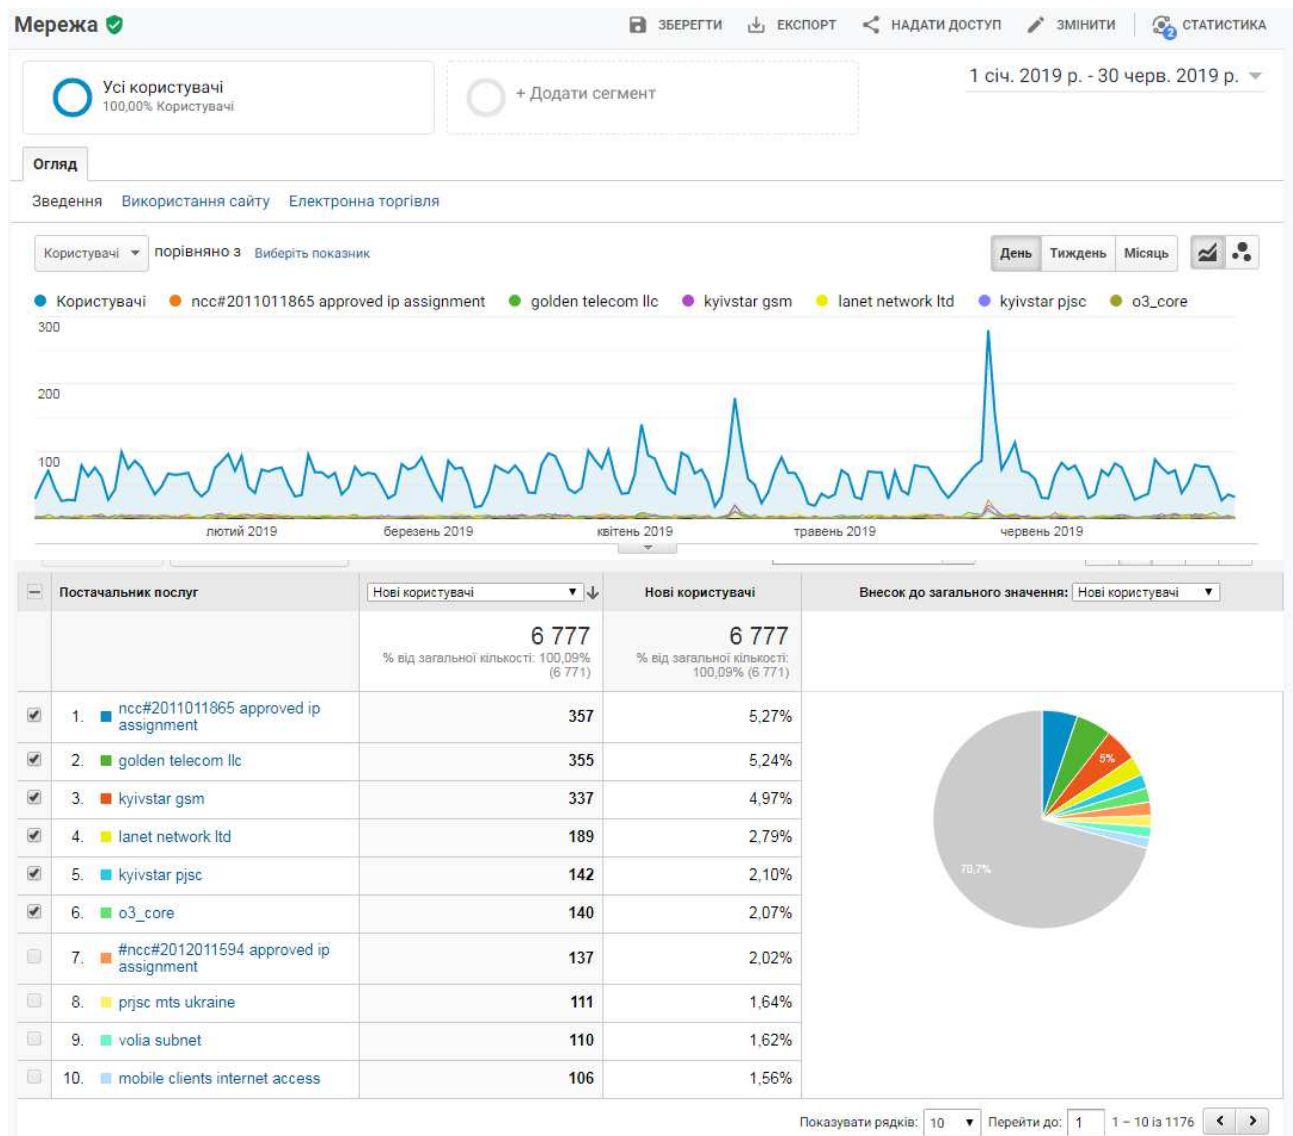 Мережа
ЗБЕРЕГТИ ЕКСПОРТ НАДАТИ ДОСТУП ЗМІНИТИ 2 СТАТИСТИКА
Усі користувачі
100,00% Користувачі
+ Додати сегмент
1 січ. 2019 р. - 30 черв. 2019 р.
Огляд
Зведення Використання сайту Електронна торгівля
Користувачі порівняно з Виберіть показник
День Тиждень Місяць
Користувачі ncc#2011011865 approved ip assignment golden telecom llc kyivstar gsm lanet network ltd kyivstar pjsc o3_core
300
200
100
лютий 2019 березень 2019 квітень 2019 травень 2019 червень 2019
Постачальник послуг Нові користувачі Нові користувачі Внесок до загального значення: Нові користувачі
6 777 6 777
% від загальної кількості: 100,09% % від загальної кількості:
(6 771) 100,09% (6 771)
1. ncc#2011011865 approved ip
assignment 357 5,27%
2. golden telecom llc 355 5,24%
3. kyivstar gsm 337 4,97%
4. lanet network ltd 189 2,79%
5. kyivstar pjsc 142 2,10%
6. o3_core 140 2,07%
7. #ncc#2012011594 approved ip
assignment 137 2,02%
8. prjsc mts ukraine 111 1,64%
9. volia subnet 110 1,62%
10. mobile clients internet access 106 1,56%
5%
70,7%
Показувати рядків: 10 Перейти до: 1 1 – 10 із 1176